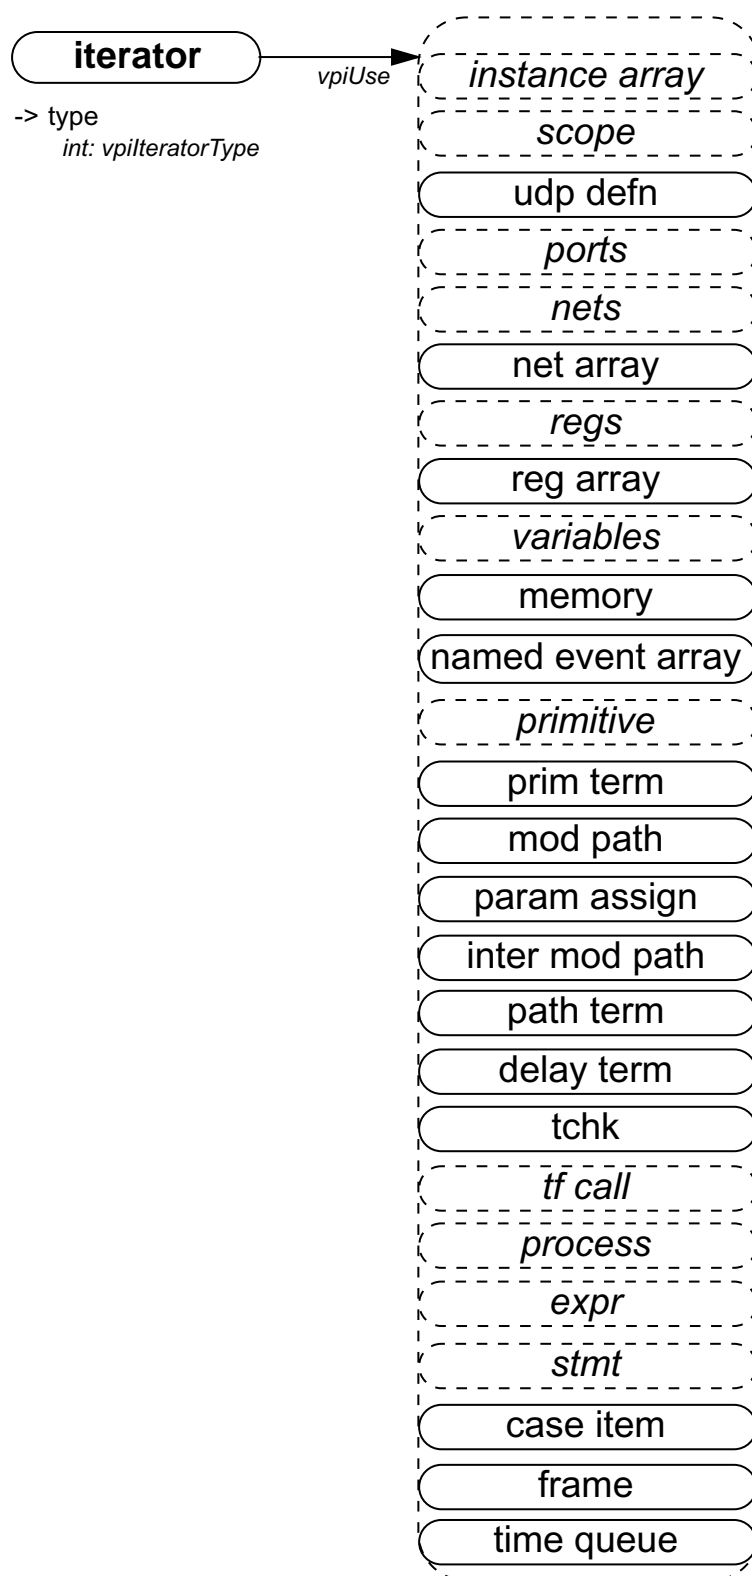 iterator
vpiUse
-> type
int: vpiIteratorType
instance array
scope
udp defn
ports
nets
net array
regs
reg array
variables
memory
named event array
primitive
prim term
mod path
param assign
inter mod path
path term
delay term
tchk
tf call
process
expr
stmt
case item
frame
time queue